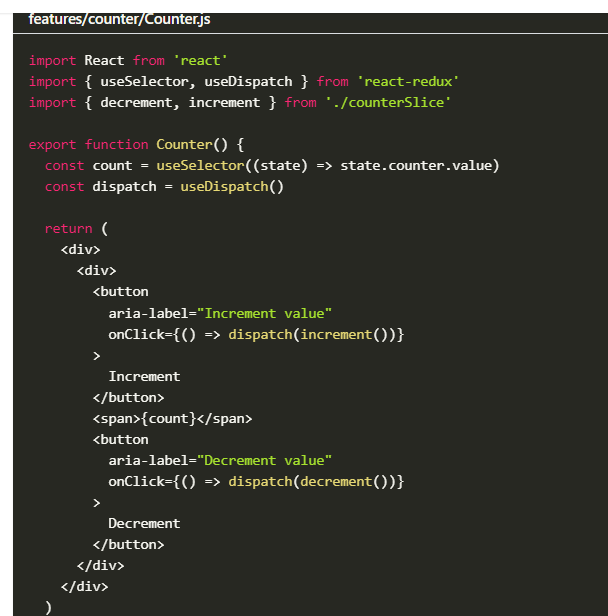 features/counter/Counter.js
import React from 'react'
import { useSelector, useDispatch } from 'react-redux'
import { decrement, increment } from './counterSlice'

export function Counter() {
  const count = useSelector((state) => state.counter.value)
  const dispatch = useDispatch()

  return (
    <div>
      <div>
        <button
          aria-label="Increment value"
          onClick={() => dispatch(increment())}
        >
          Increment
        </button>
        <span>{count}</span>
        <button
          aria-label="Decrement value"
          onClick={() => dispatch(decrement())}
        >
          Decrement
        </button>
      </div>
    </div>
  )